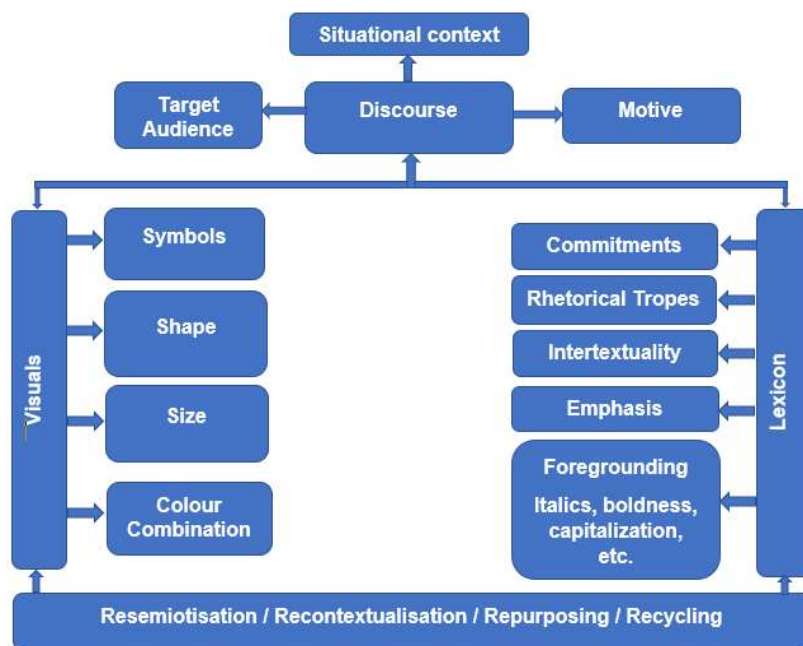 Situational context
Target
Audience
Discourse
Motive
Visuals
Symbols
Shape
Size
Colour
Combination
Commitments
Rhetorical Tropes
Intertextuality
Emphasis
Foregrounding
Italics, boldness,
capitalization,
etc.
Lexicon
Resemiotisation / Recontextualisation / Repurposing / Recycling